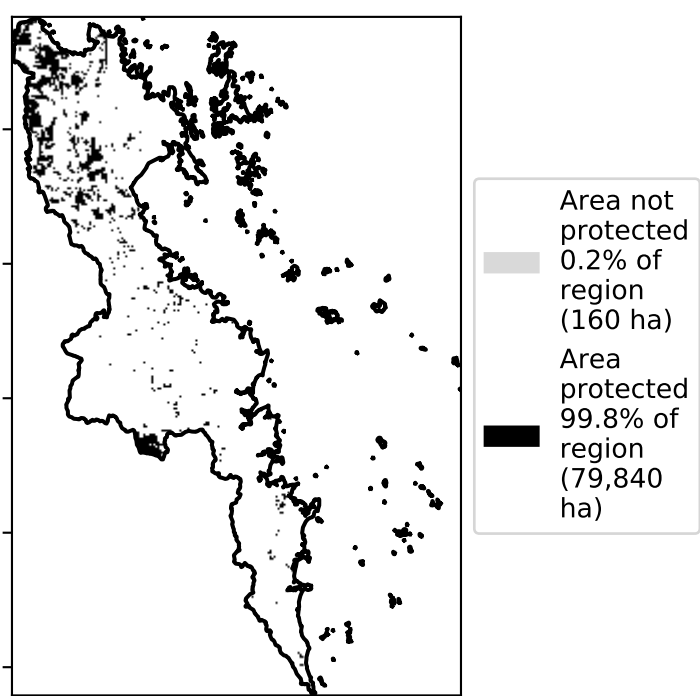 Area not
protected
0.2% of
region
(160 ha)
Area
protected
99.8% of
region
(79,840
ha)